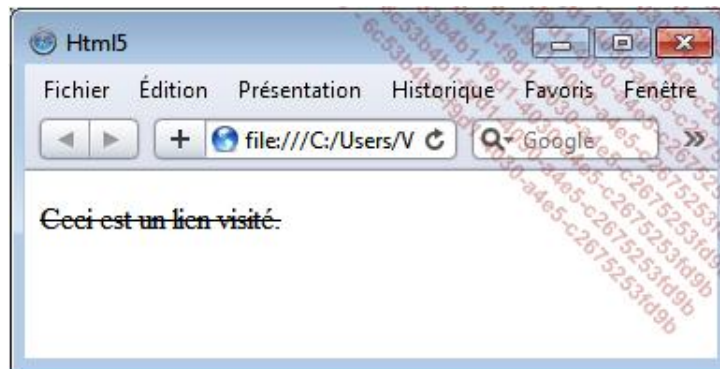 Html5
Fichier Édition Présentation Historique Favoris Fenêtre
file:///C:/Users/V Google
Ceci est un lien visité.